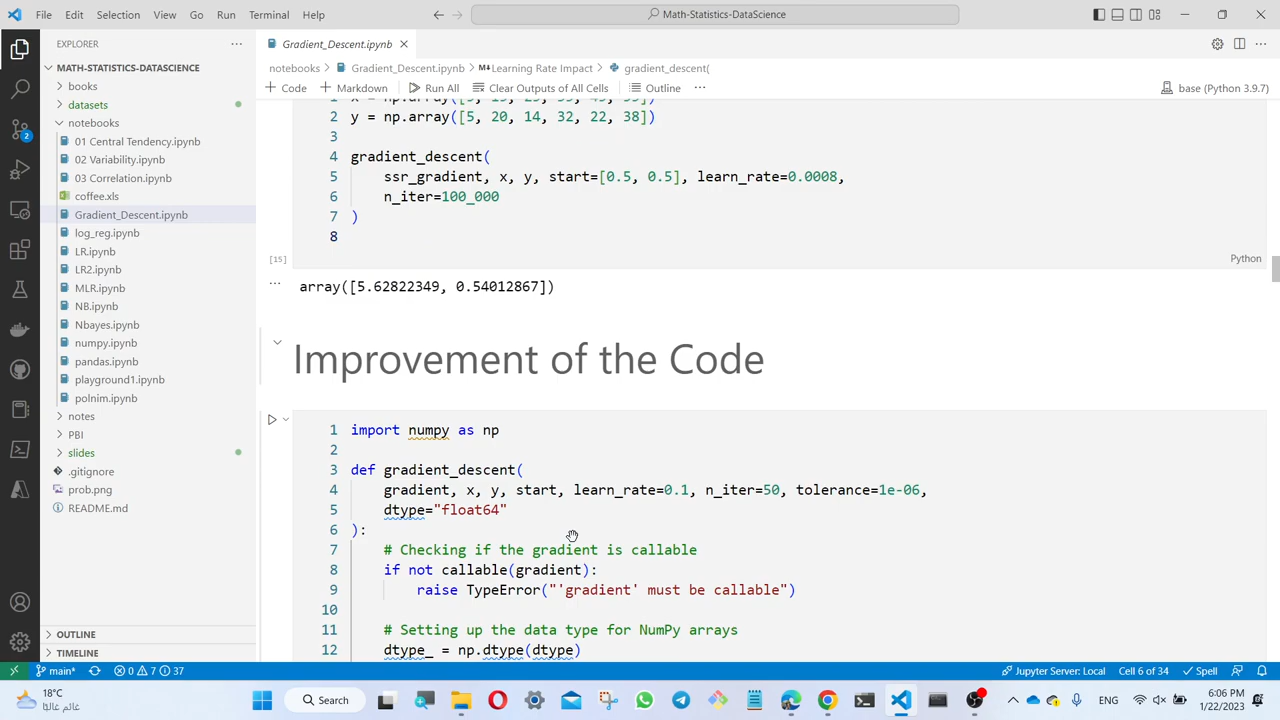 File Edit Selection View Go Run Terminal Help
Math-Statistics-DataScience
EXPLORER
MATH-STATISTICS-DATASCIENCE
books
datasets
notebooks
01 Central Tendency.ipynb
02 Variability.ipynb
03 Correlation.ipynb
coffee.xls
Gradient_Descent.ipynb
log_reg.ipynb
LR.ipynb
LR2.ipynb
MLR.ipynb
NB.ipynb
Nbayes.ipynb
numpy.ipynb
pandas.ipynb
playground1.ipynb
polnim.ipynb
notes
PBI
slides
.gitignore
prob.png
README.md
OUTLINE
TIMELINE
Gradient_Descent.ipynb
notebooks > Gradient_Descent.ipynb > Learning Rate Impact > gradient_descent(
+ Code + Markdown Run All Clear Outputs of All Cells Outline ...
base (Python 3.9.7)
2 y = np.array([5, 20, 14, 32, 22, 38])
3
4 gradient_descent(
5 ssr_gradient, x, y, start=[0.5, 0.5], learn_rate=0.0008,
6 n_iter=100_000
7 )
8
[15]
Python
... array([5.62822349, 0.54012867])
Improvement of the Code
1 import numpy as np
2
3 def gradient_descent(
4 gradient, x, y, start, learn_rate=0.1, n_iter=50, tolerance=1e-06,
5 dtype="float64"
6 ):
7 # Checking if the gradient is callable
8 if not callable(gradient):
9 raise TypeError("'gradient' must be callable")
10
11 # Setting up the data type for NumPy arrays
12 dtype_ = np.dtype(dtype)
main* 0 7 37
Jupyter Server: Local Cell 6 of 34 Spell
18°C
غائم غالبًا
Search
ENG
6:06 PM
1/22/2023
2